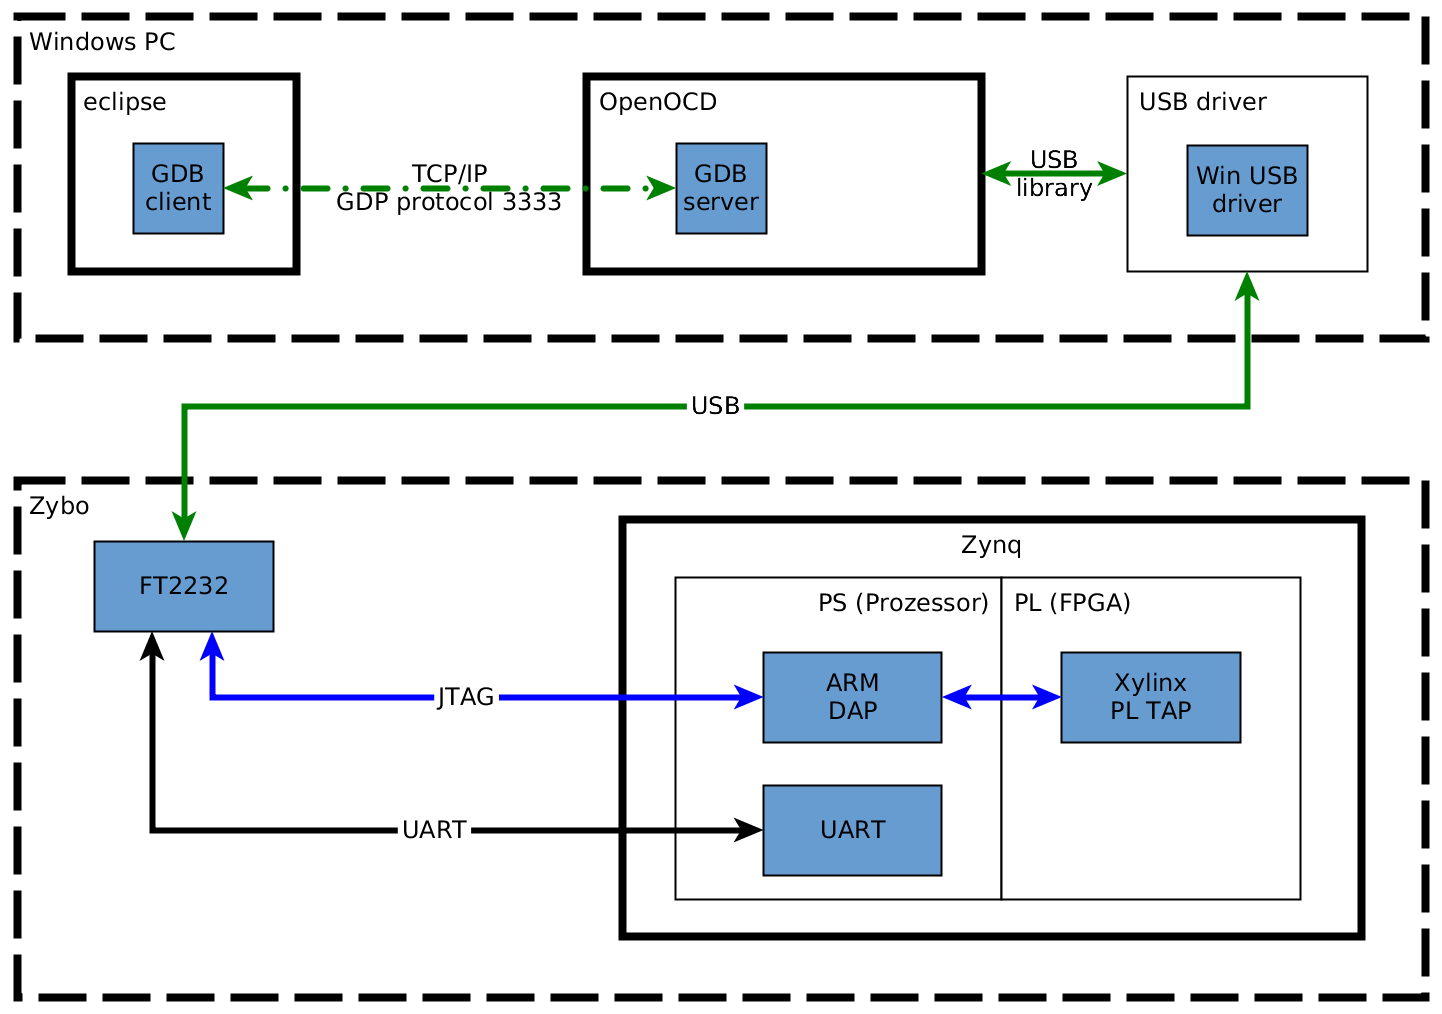 Windows PC
eclipse
GDB
client
TCP/IP
GDP protocol 3333
OpenOCD
GDB
server
USB
library
USB driver
Win USB
driver
USB
Zybo
FT2232
Zynq
PS (Prozessor)
PL (FPGA)
JTAG
ARM
DAP
Xylinx
PL TAP
UART
UART